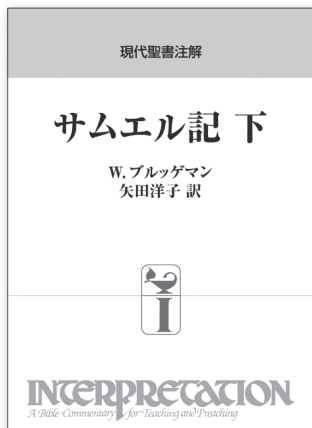 現代聖書注解
サムエル記 下
W. ブルッゲマン
矢田洋子 訳
I
INTERPRETATION
A Bible Commentary for Teaching and Preaching